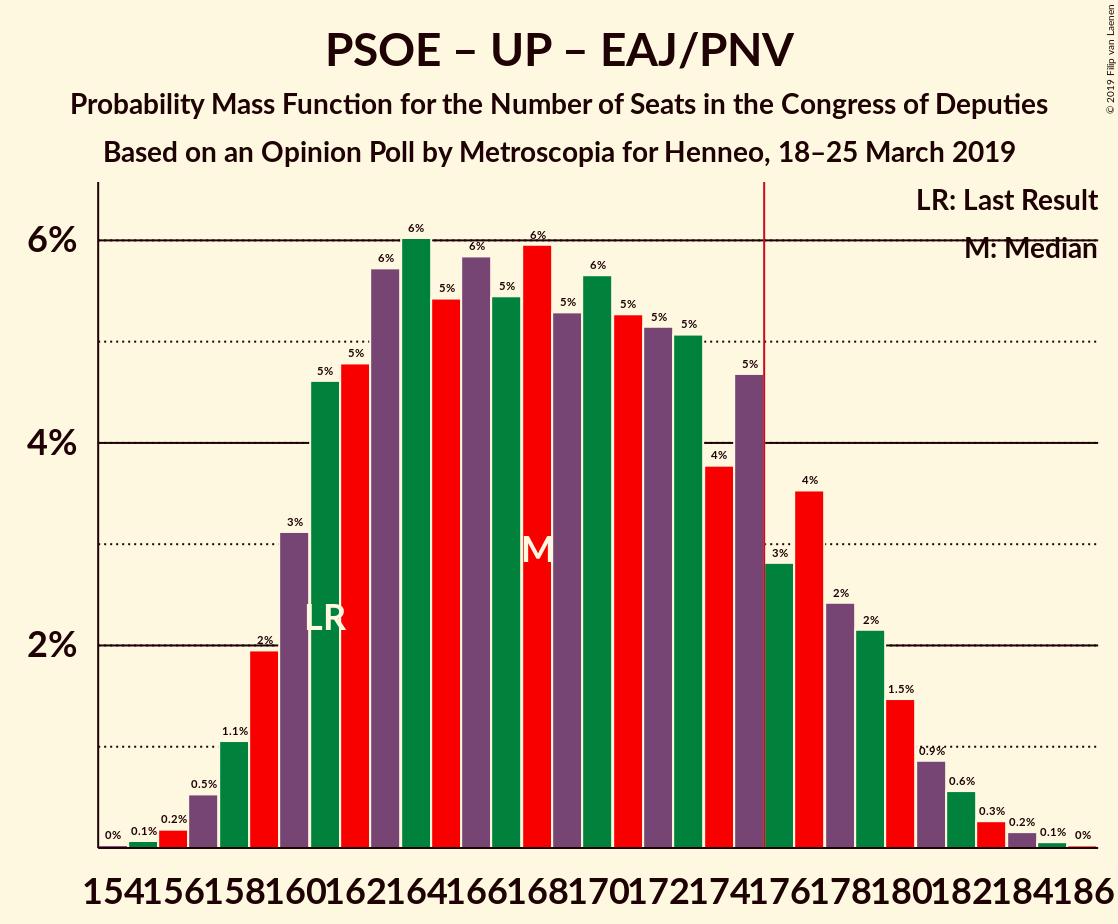 PSOE – UP – EAJ/PNV
Probability Mass Function for the Number of Seats in the Congress of Deputies
Based on an Opinion Poll by Metroscopia for Henneo, 18–25 March 2019
© 2019 Filip van Laenen
LR: Last Result
M: Median
6%
4%
2%
0% 0.1% 0.2% 0.5% 1.1% 2% 3% 5% 5% 6% 6% 5% 6% 5% 6% 5% 6% 5% 5% 5% 4% 5% 3% 4% 2% 2% 1.5% 0.9% 0.6% 0.3% 0.2% 0.1% 0%
LR
M
154 156 158 160 162 164 166 168 170 172 174 176 178 180 182 184 186